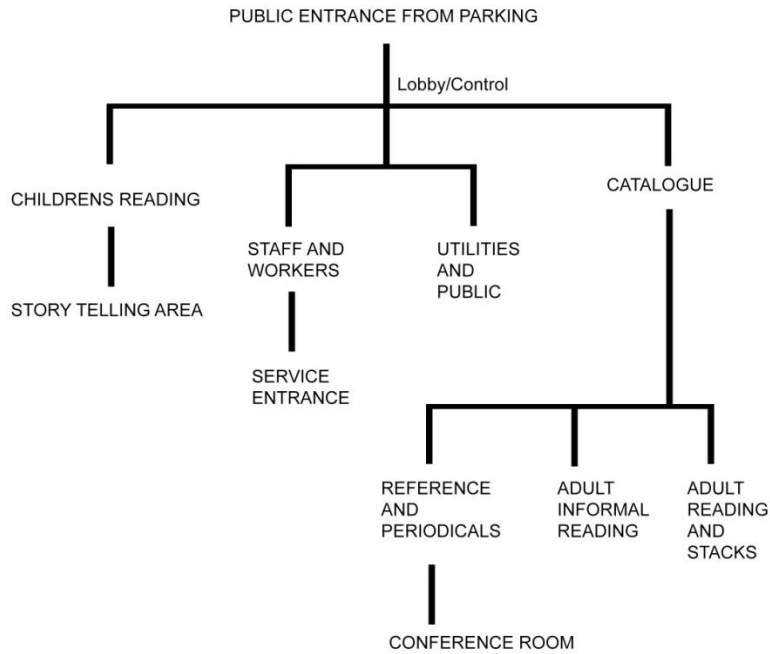 PUBLIC ENTRANCE FROM PARKING
Lobby/Control
CHILDRENS READING
CATALOGUE
STAFF AND
WORKERS
UTILITIES
AND
PUBLIC
STORY TELLING AREA
SERVICE
ENTRANCE
REFERENCE
AND
PERIODICALS
ADULT
INFORMAL
READING
ADULT
READING
AND
STACKS
CONFERENCE ROOM